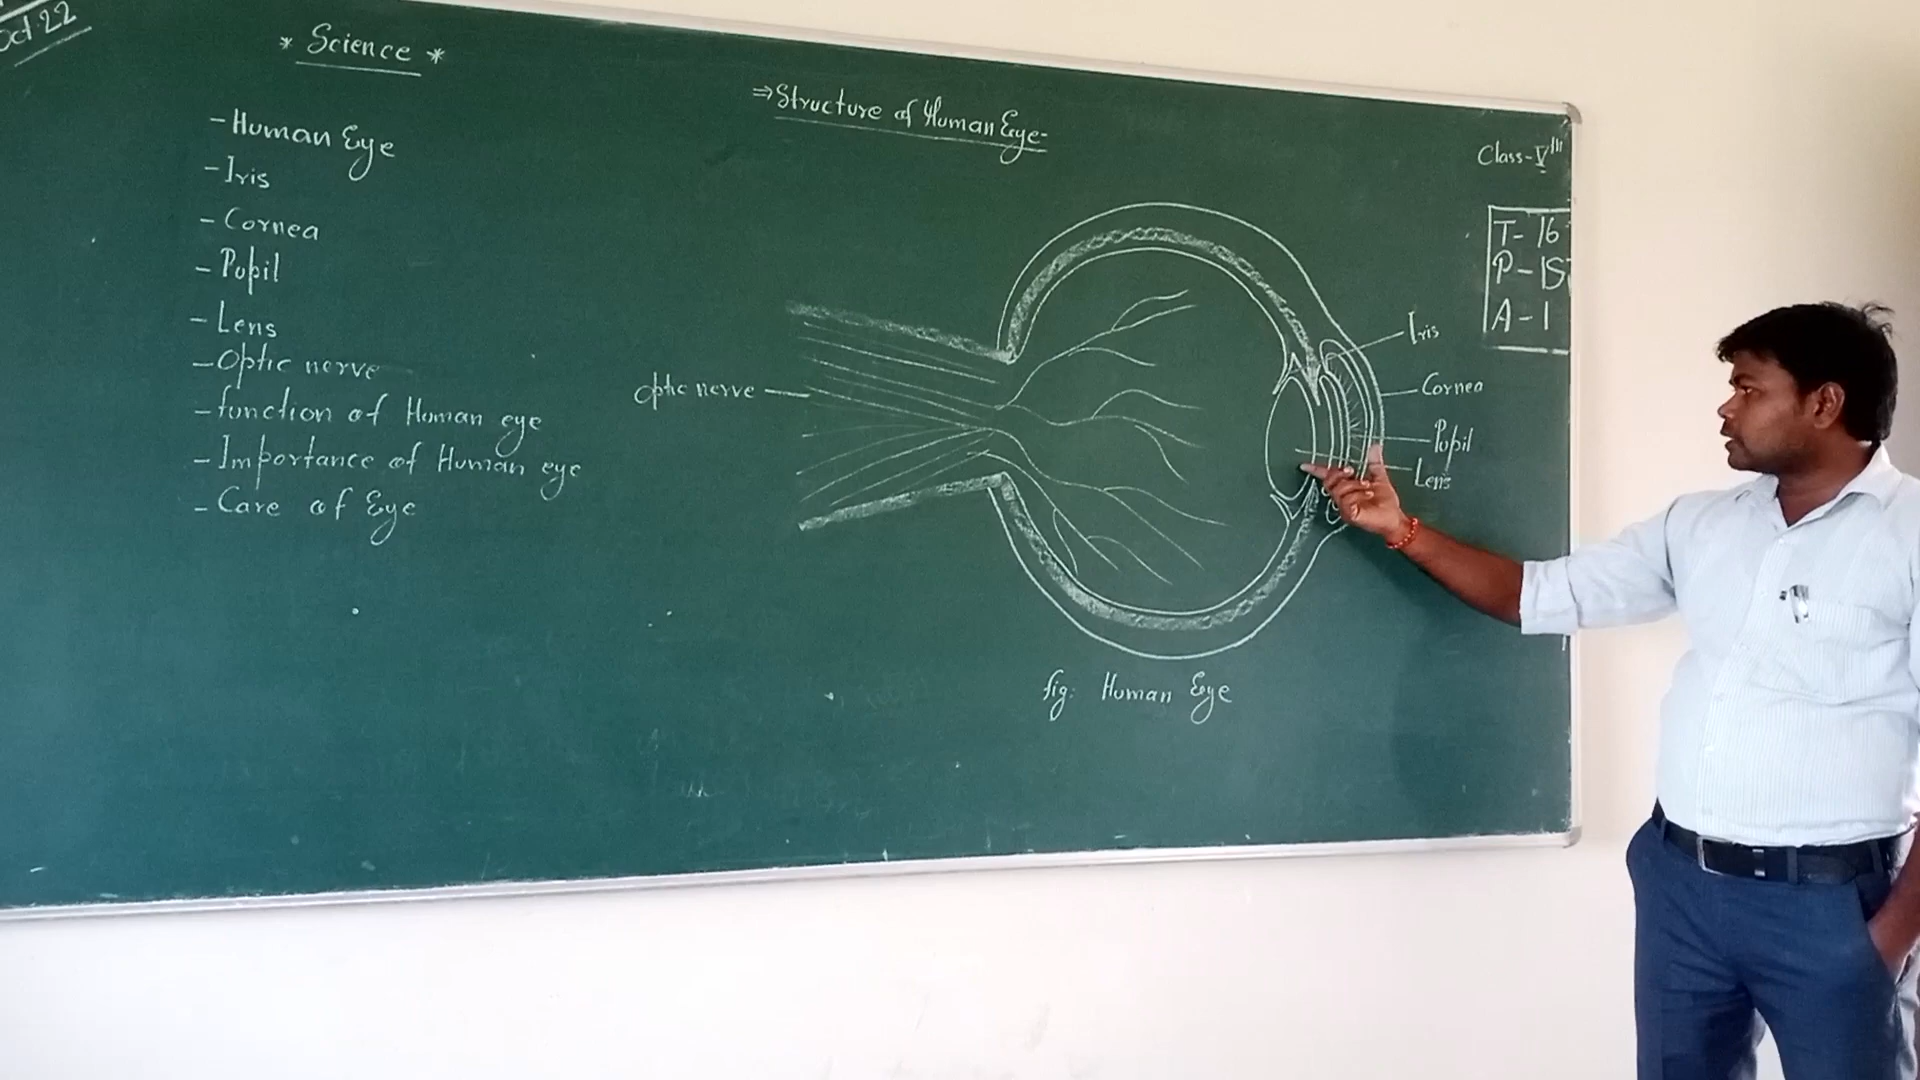 Oct 22
* Science *
- Human Eye
- Iris
- Cornea
- Pupil
- Lens
- Optic nerve
- function of Human eye
- Importance of Human eye
- Care of Eye
⇒ Structure of Human Eye-
optic nerve
Iris
Cornea
Pupil
Lens
fig: Human Eye
Class-Vth
T- 16
P- 15
A- 1